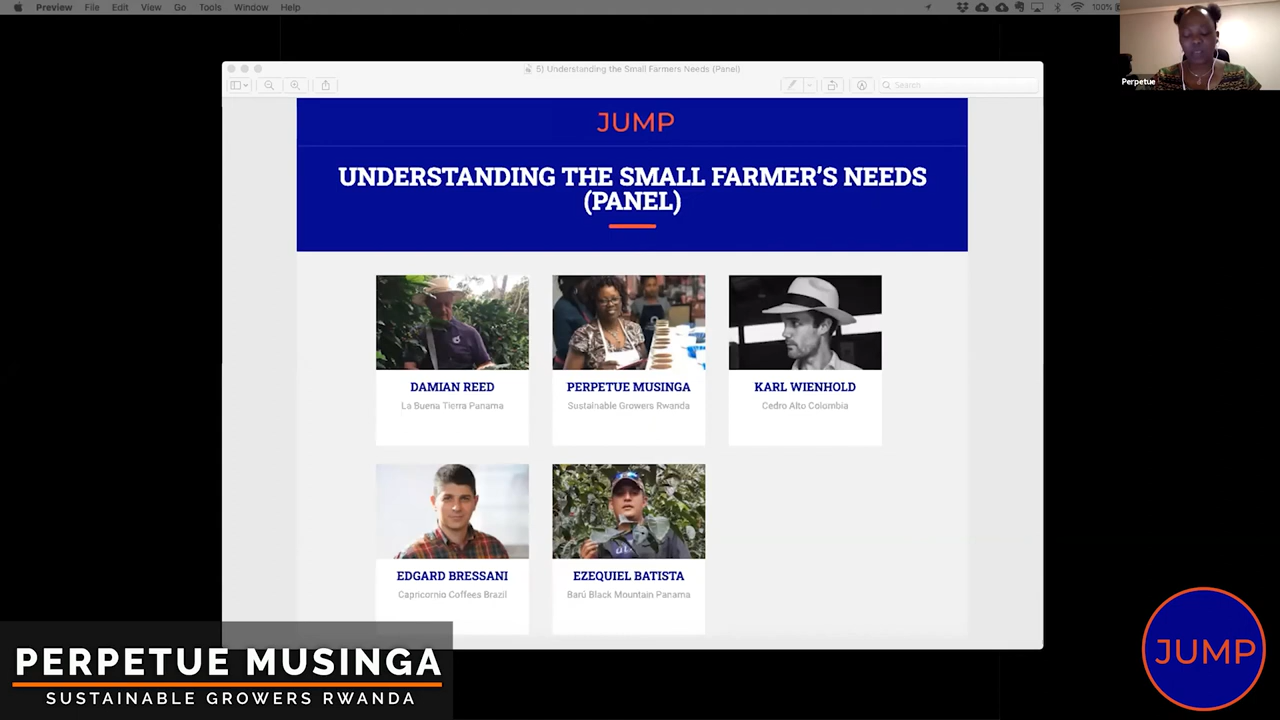 Preview File Edit View Go Tools Window Help 100%
Perpetue
5) Understanding the Small Farmers Needs (Panel)
Search
JUMP
UNDERSTANDING THE SMALL FARMER'S NEEDS
(PANEL)
DAMIAN REED
La Buena Tierra Panama
PERPETUE MUSINGA
Sustainable Growers Rwanda
KARL WIENHOLD
Cedro Alto Colombia
EDGARD BRESSANI
Capricornio Coffees Brazil
EZEQUIEL BATISTA
Barú Black Mountain Panama
PERPETUE MUSINGA
SUSTAINABLE GROWERS RWANDA
JUMP